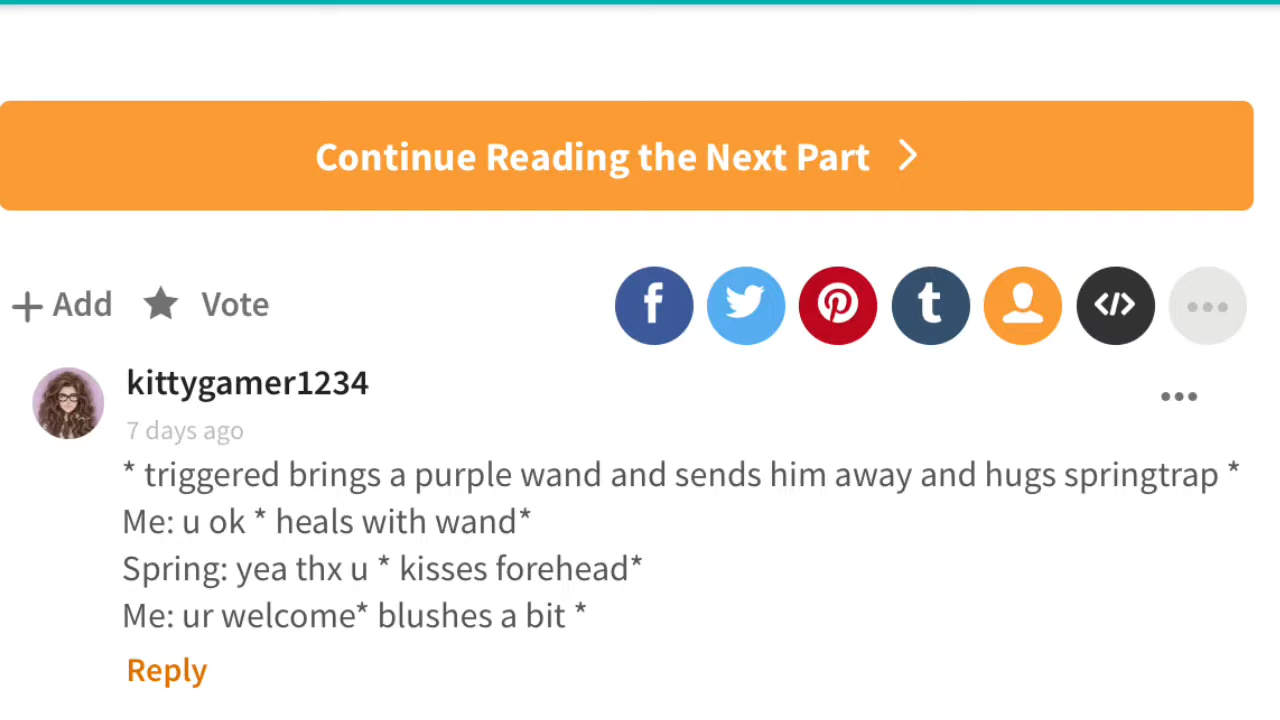 Continue Reading the Next Part
+ Add Vote
kittygamer1234
7 days ago
* triggered brings a purple wand and sends him away and hugs springtrap *
Me: u ok * heals with wand*
Spring: yea thx u * kisses forehead*
Me: ur welcome* blushes a bit *
Reply